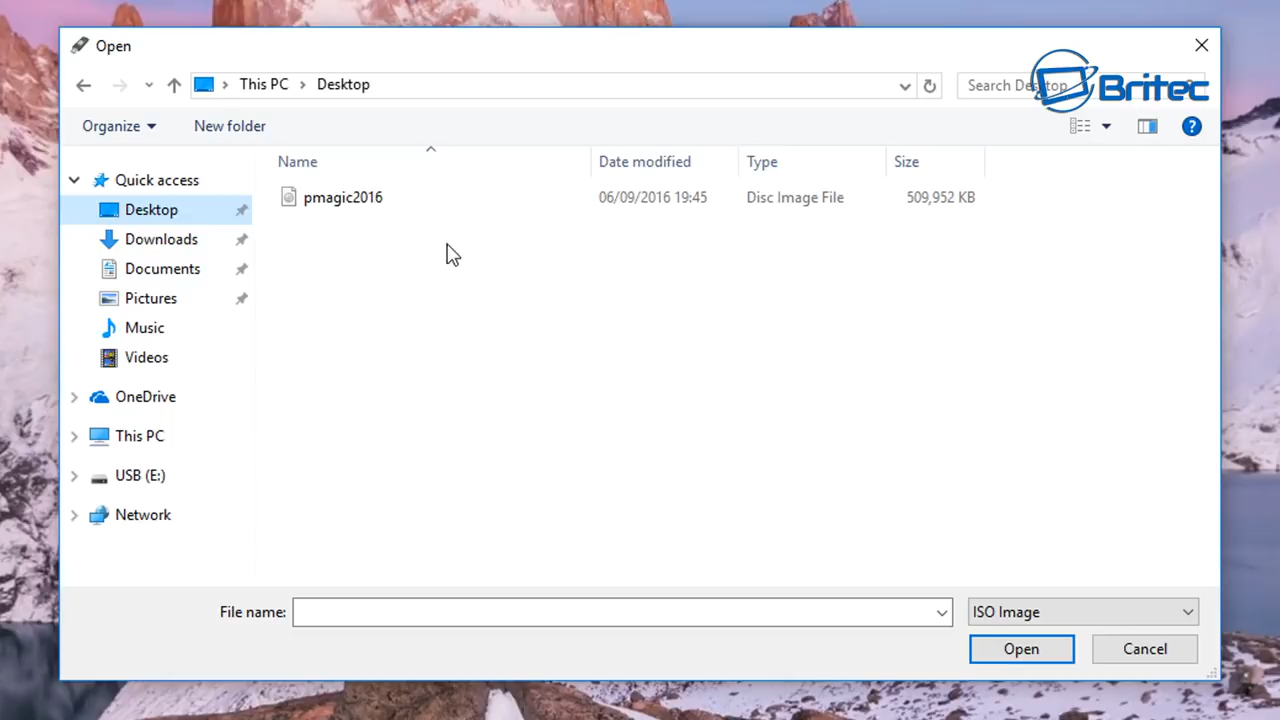 Open
This PC > Desktop
Search Desktop
Britec
Organize
New folder
Name
Date modified
Type
Size
pmagic2016
06/09/2016 19:45
Disc Image File
509,952 KB
Quick access
Desktop
Downloads
Documents
Pictures
Music
Videos
OneDrive
This PC
USB (E:)
Network
File name:
ISO Image
Open
Cancel